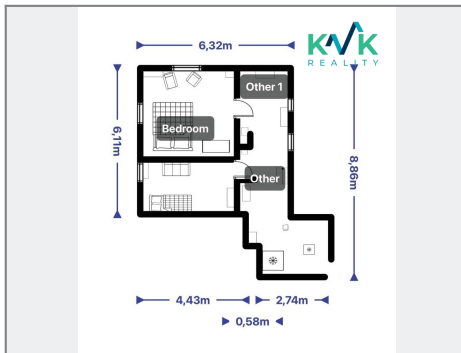 6,32m
KVK
REALITY
Other 1
Bedroom
6,11m
8,86m
Other
4,43m
2,74m
0,58m